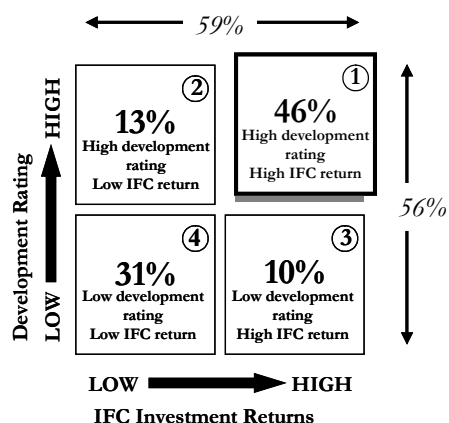 59%
②
13%
High development
rating
Low IFC return
①
46%
High development
rating
High IFC return
56%
④
31%
Low development
rating
Low IFC return
③
10%
Low development
rating
High IFC return
Development Rating
LOW HIGH
LOW HIGH
IFC Investment Returns